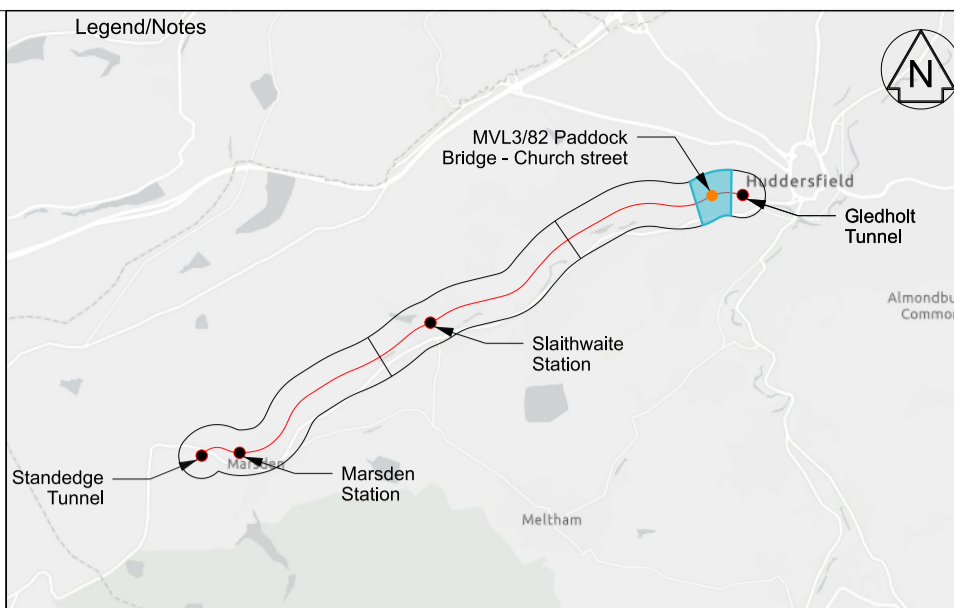 Legend/Notes
N
MVL3/82 Paddock
Bridge - Church street
Huddersfield
Gledholt
Tunnel
Almondbu
Common
Slaithwaite
Station
Marsden
Standedge
Tunnel
Marsden
Station
Meltham